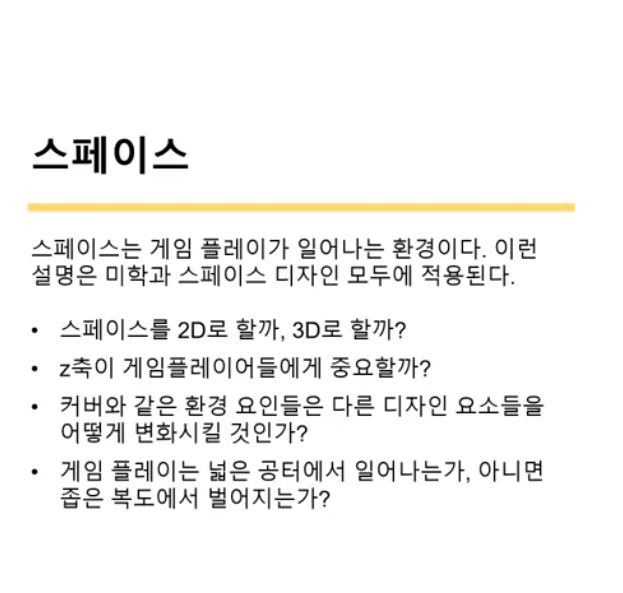 스페이스
스페이스는 게임 플레이가 일어나는 환경이다. 이런
설명은 미학과 스페이스 디자인 모두에 적용된다.
• 스페이스를 2D로 할까, 3D로 할까?
• z축이 게임플레이어들에게 중요할까?
• 커버와 같은 환경 요인들은 다른 디자인 요소들을
어떻게 변화시킬 것인가?
• 게임 플레이는 넓은 공터에서 일어나는가, 아니면
좁은 복도에서 벌어지는가?